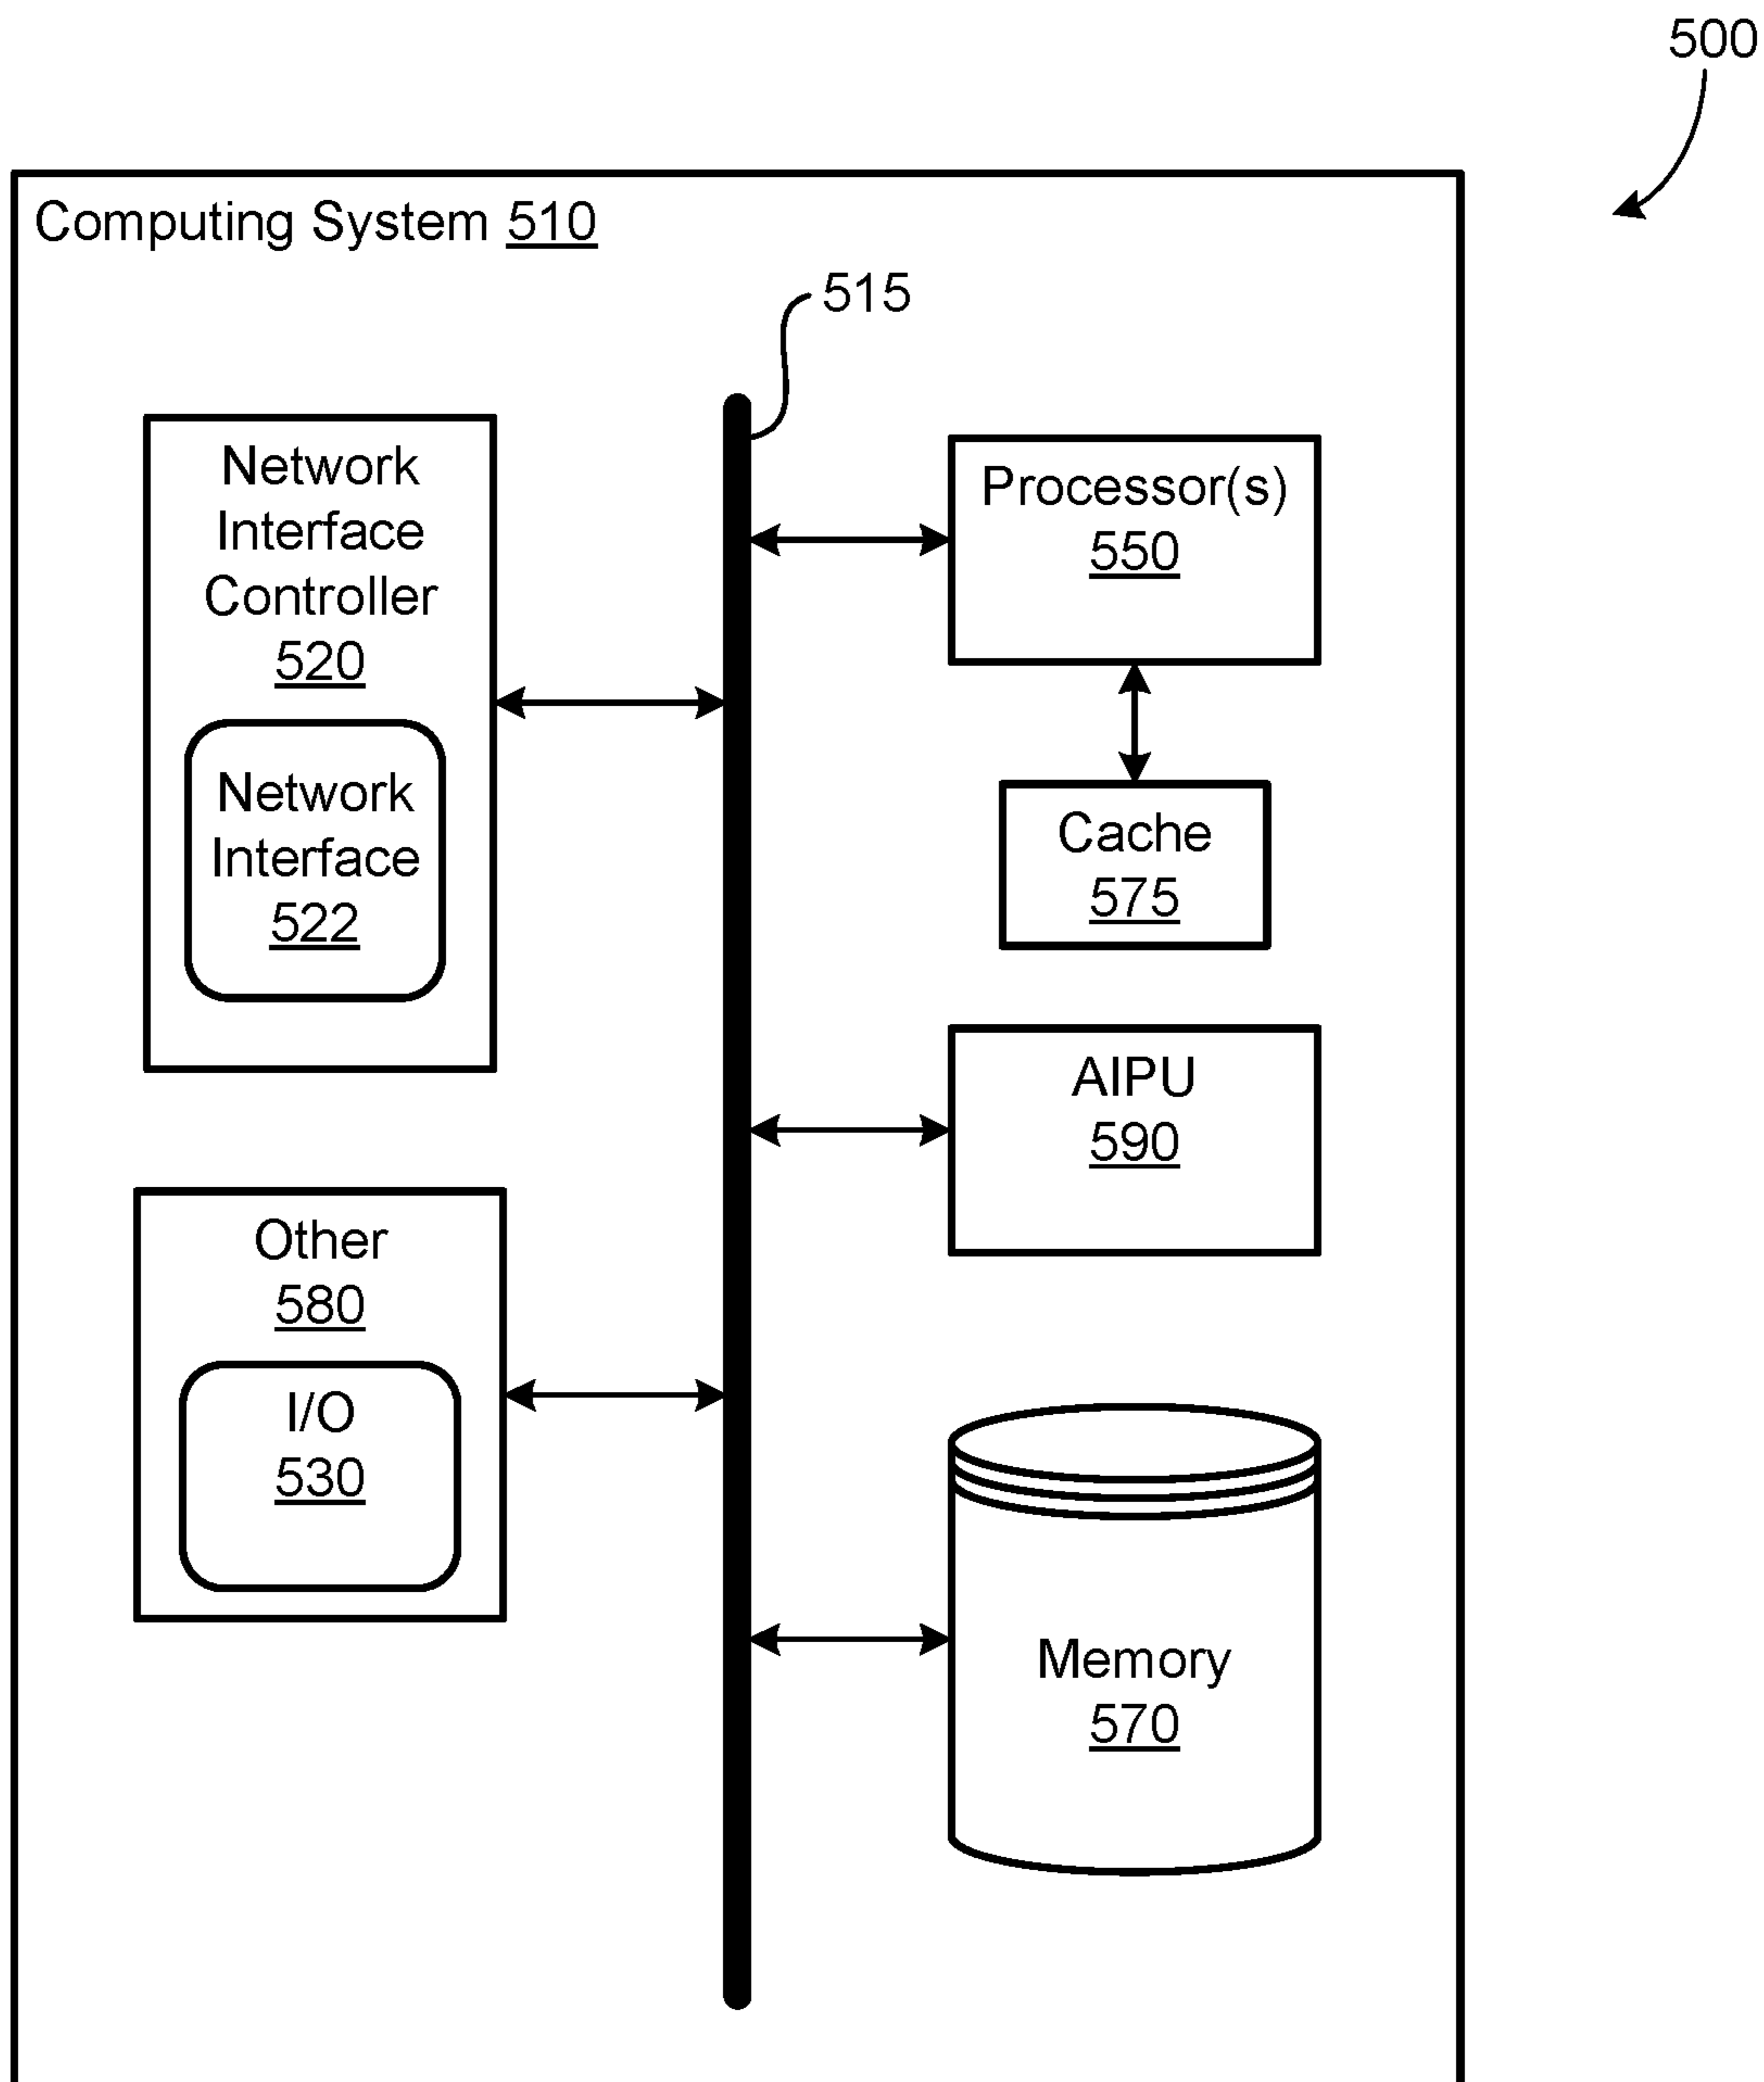 500
Computing System 510
515
Network
Interface
Controller
520
Network
Interface
522
Processor(s)
550
Cache
575
AIPU
590
Other
580
I/O
530
Memory
570